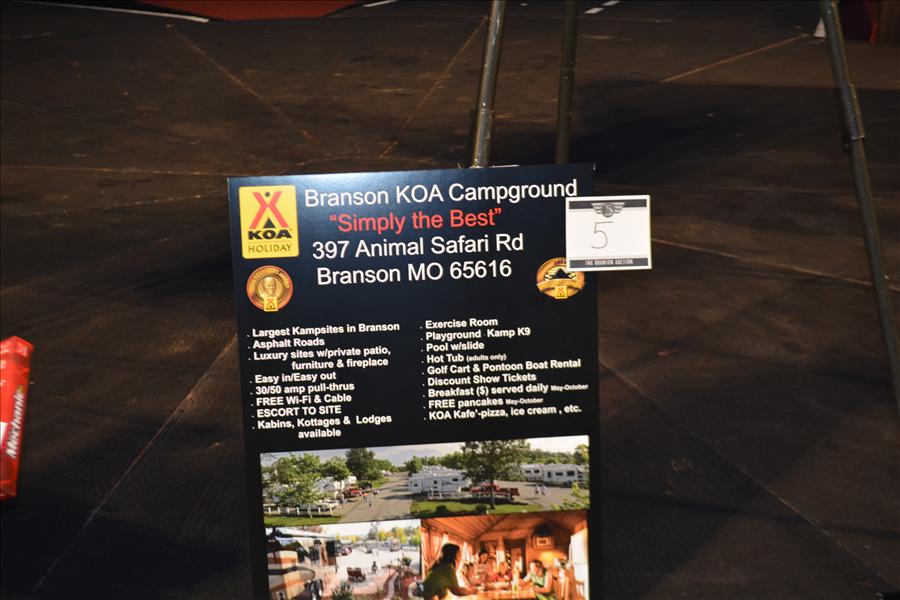 Branson KOA Campground
"Simply the Best"
397 Animal Safari Rd
Branson MO 65616
KOA
HOLIDAY
5
THE BRANSON AUCTION
. Largest Kampsites in Branson
. Asphalt Roads
. Luxury sites w/private patio,
furniture & fireplace
. Easy in/Easy out
. 30/50 amp pull-thrus
. FREE Wi-Fi & Cable
. ESCORT TO SITE
. Kabins, Kottages & Lodges
available
. Exercise Room
. Playground Kamp K9
. Pool w/slide
. Hot Tub (adults only)
. Golf Cart & Pontoon Boat Rental
. Discount Show Tickets
. Breakfast ($) served daily May-October
. FREE pancakes May-October
. KOA Kafe'-pizza, ice cream , etc.
Mechanix